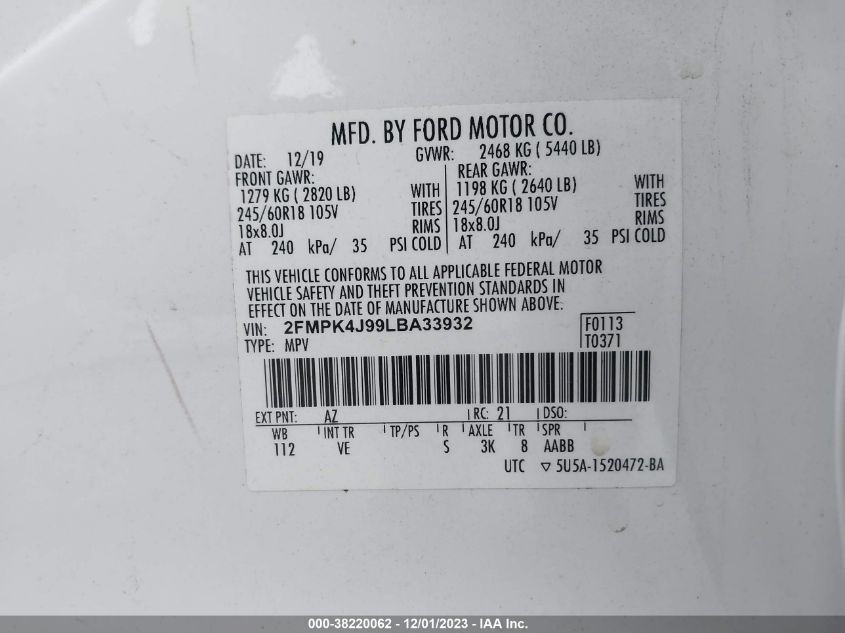 MFD. BY FORD MOTOR CO.
DATE: 12/19 GVWR: 2468 KG ( 5440 LB)
FRONT GAWR: REAR GAWR:
1279 KG ( 2820 LB) WITH 1198 KG ( 2640 LB) WITH
245/60R18 105V TIRES 245/60R18 105V TIRES
18x8.0J RIMS 18x8.0J RIMS
AT 240 kPa/ 35 PSI COLD AT 240 kPa/ 35 PSI COLD
THIS VEHICLE CONFORMS TO ALL APPLICABLE FEDERAL MOTOR
VEHICLE SAFETY AND THEFT PREVENTION STANDARDS IN
EFFECT ON THE DATE OF MANUFACTURE SHOWN ABOVE.
VIN: 2FMPK4J99LBA33932 F0113
TYPE: MPV T0371
EXT PNT: AZ RC: 21 DSO:
WB INT TR TP/PS R AXLE TR SPR
112 VE S 3K 8 AABB
UTC ▽ 5U5A-1520472-BA
000-38220062 - 12/01/2023 - IAA Inc.